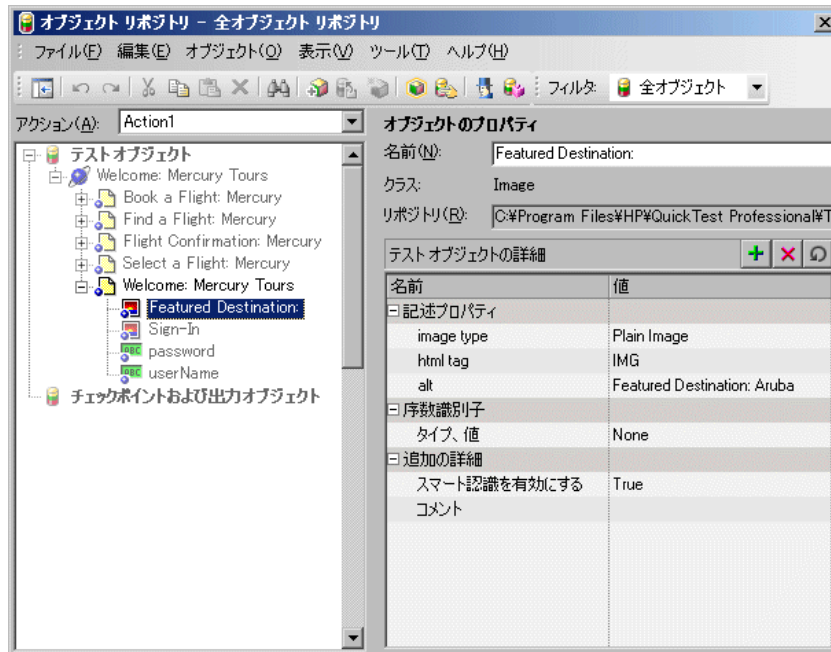 オブジェクト リポジトリ - 全オブジェクト リポジトリ
ファイル(F) 編集(E) オブジェクト(O) 表示(V) ツール(T) ヘルプ(H)
フィルタ: 全オブジェクト
アクション(A): Action1
テストオブジェクト
Welcome: Mercury Tours
Book a Flight: Mercury
Find a Flight: Mercury
Flight Confirmation: Mercury
Select a Flight: Mercury
Welcome: Mercury Tours
Featured Destination:
Sign-In
password
userName
チェックポイントおよび出力オブジェクト
オブジェクトのプロパティ
名前(N): Featured Destination:
クラス: Image
リポジトリ(R): C:¥Program Files¥HP¥QuickTest Professional¥T
テスト オブジェクトの詳細
名前 値
記述プロパティ
image type Plain Image
html tag IMG
alt Featured Destination: Aruba
序数識別子
タイプ、値 None
追加の詳細
スマート認識を有効にする True
コメント